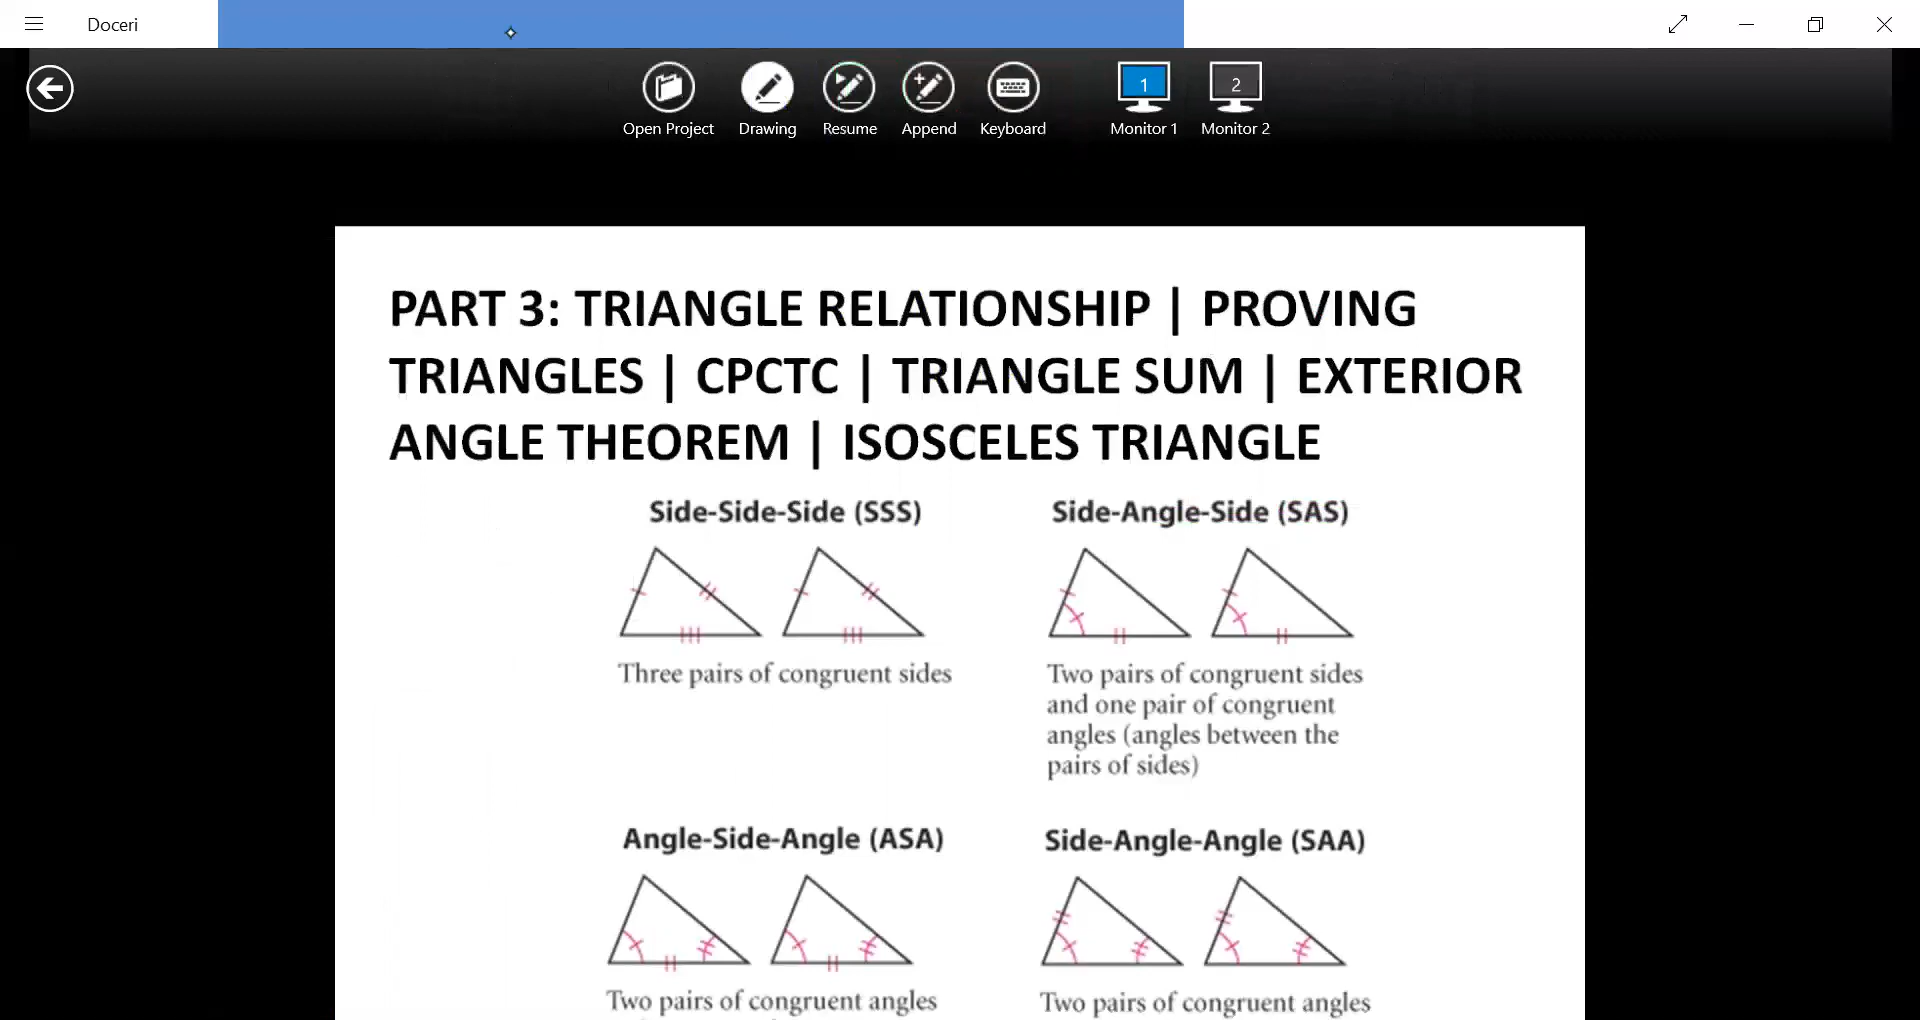 Doceri
Open Project
Drawing
Resume
Append
Keyboard
1
Monitor 1
2
Monitor 2
PART 3: TRIANGLE RELATIONSHIP | PROVING
TRIANGLES | CPCTC | TRIANGLE SUM | EXTERIOR
ANGLE THEOREM | ISOSCELES TRIANGLE
Side-Side-Side (SSS)
Three pairs of congruent sides
Side-Angle-Side (SAS)
Two pairs of congruent sides
and one pair of congruent
angles (angles between the
pairs of sides)
Angle-Side-Angle (ASA)
Two pairs of congruent angles
Side-Angle-Angle (SAA)
Two pairs of congruent angles